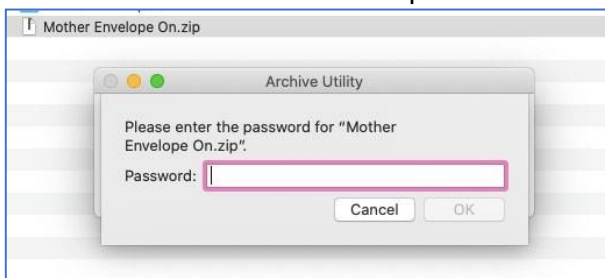 Mother Envelope On.zip
Archive Utility
Please enter the password for “Mother
Envelope On.zip”.
Password:
Cancel
OK